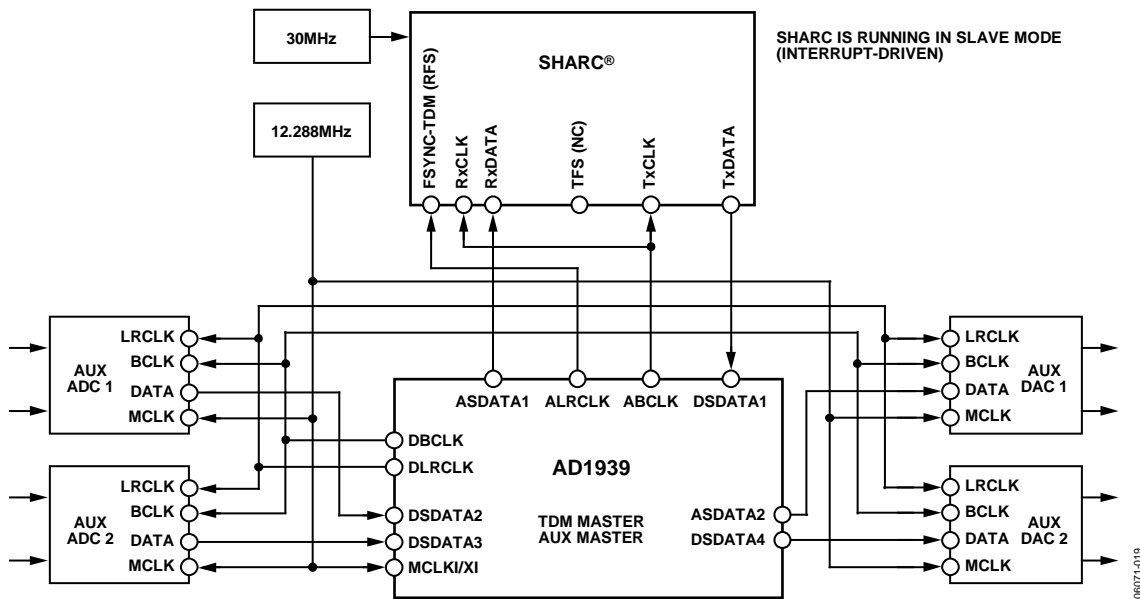 30MHz
12.288MHz
SHARC®
FSYNC-TDM (RFS)
RxCLK
RxDATA
TFS (NC)
TxCLK
TxDATA
SHARC IS RUNNING IN SLAVE MODE
(INTERRUPT-DRIVEN)
AUX
ADC 1
LRCLK
BCLK
DATA
MCLK
AUX
ADC 2
LRCLK
BCLK
DATA
MCLK
ASDATA1
ALRCLK
ABCLK
DSDATA1
DBCLK
DLRCLK
DSDATA2
DSDATA3
MCLKI/XI
AD1939
TDM MASTER
AUX MASTER
ASDATA2
DSDATA4
LRCLK
BCLK
DATA
MCLK
AUX
DAC 1
LRCLK
BCLK
DATA
MCLK
AUX
DAC 2
06071-019